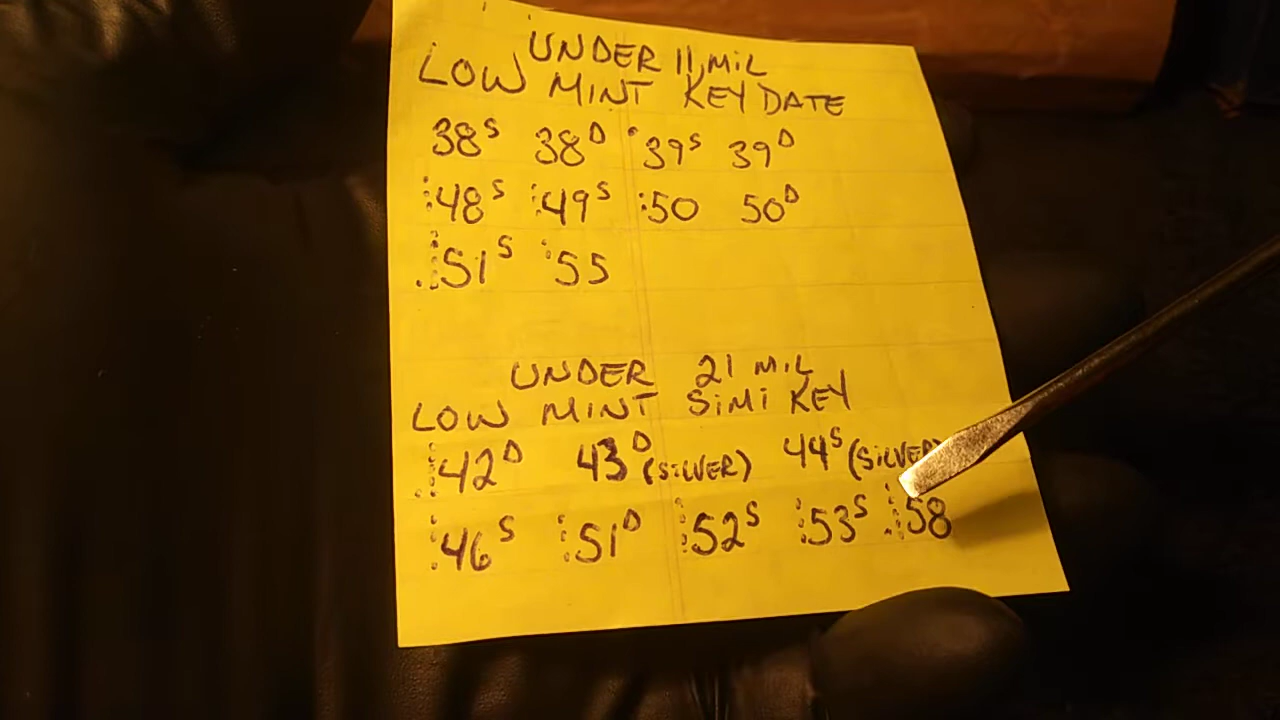 UNDER 11 MIL
LOW MINT KEY DATE
38S 38D 39S 39D
48S 49S 50 50D
51S 55
UNDER 21 MIL
LOW MINT SIMI KEY
42D 43D (SILVER) 44S (SILVER)
46S 51D 52S 53S 58